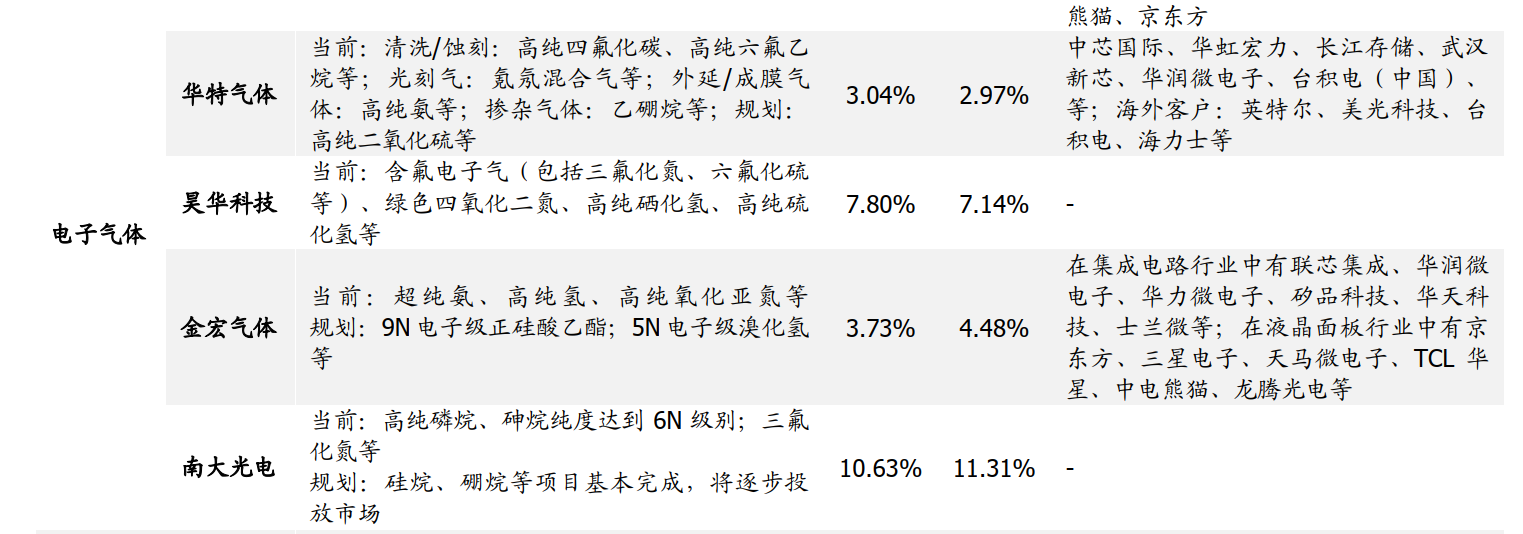 熊猫、京东方
电子气体
华特气体
当前：清洗/蚀刻：高纯四氟化碳、高纯六氟乙
烷等；光刻气：氪氖混合气等；外延/成膜气
体：高纯氨等；掺杂气体：乙硼烷等；规划：
高纯二氧化硫等
3.04%
2.97%
中芯国际、华虹宏力、长江存储、武汉
新芯、华润微电子、台积电（中国）、
等；海外客户：英特尔、美光科技、台
积电、海力士等
昊华科技
当前：含氟电子气（包括三氟化氮、六氟化硫
等）、绿色四氧化二氮、高纯硒化氢、高纯硫
化氢等
7.80%
7.14%
-
金宏气体
当前：超纯氨、高纯氢、高纯氧化亚氮等
规划：9N 电子级正硅酸乙酯；5N 电子级溴化氢
等
3.73%
4.48%
在集成电路行业中有联芯集成、华润微
电子、华力微电子、矽品科技、华天科
技、士兰微等；在液晶面板行业中有京
东方、三星电子、天马微电子、TCL 华
星、中电熊猫、龙腾光电等
南大光电
当前：高纯磷烷、砷烷纯度达到 6N 级别；三氟
化氮等
规划：硅烷、硼烷等项目基本完成，将逐步投
放市场
10.63%
11.31%
-